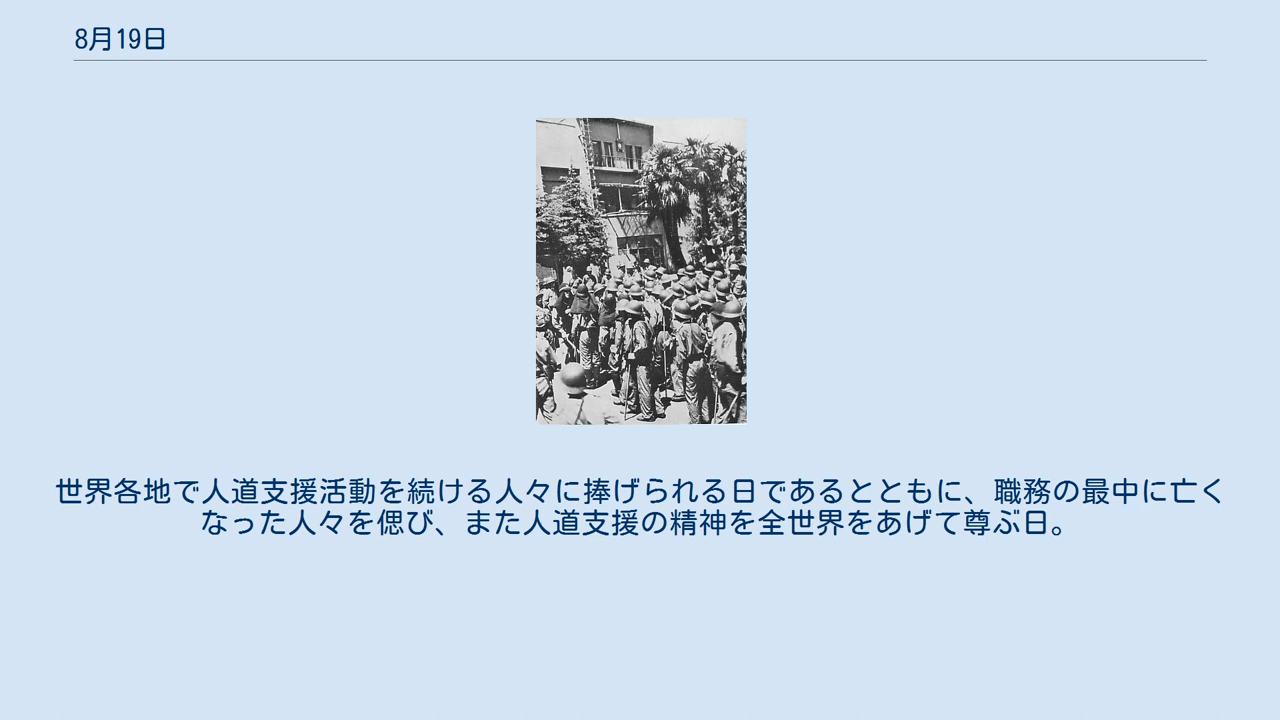 8月19日
世界各地で人道支援活動を続ける人々に捧げられる日であるとともに、職務の最中に亡く
なった人々を偲び、また人道支援の精神を全世界をあげて尊ぶ日。